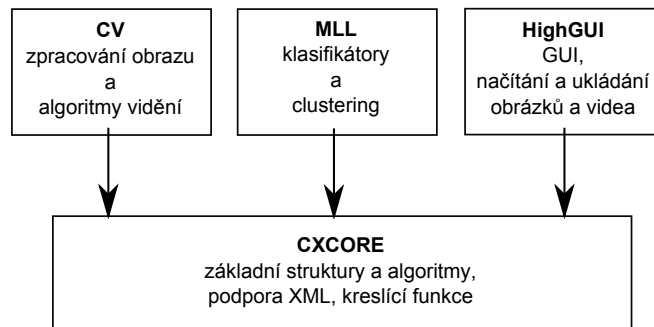 CV
zpracování obrazu
a
algoritmy vidění
MLL
klasifikátory
a
clustering
HighGUI
GUI,
načítání a ukládání
obrázků a videa
CXCORE
základní struktury a algoritmy,
podpora XML, kreslící funkce